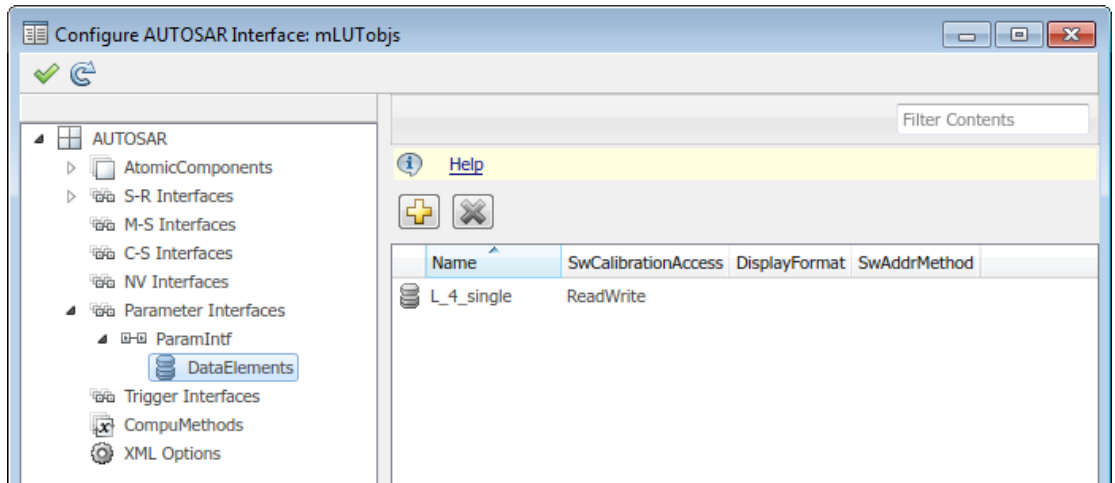 Configure AUTOSAR Interface: mLUTobjs
Filter Contents
AUTOSAR
AtomicComponents
S-R Interfaces
M-S Interfaces
C-S Interfaces
NV Interfaces
Parameter Interfaces
ParamIntf
DataElements
Trigger Interfaces
CompuMethods
XML Options
Help
Name SwCalibrationAccess DisplayFormat SwAddrMethod
L_4_single ReadWrite